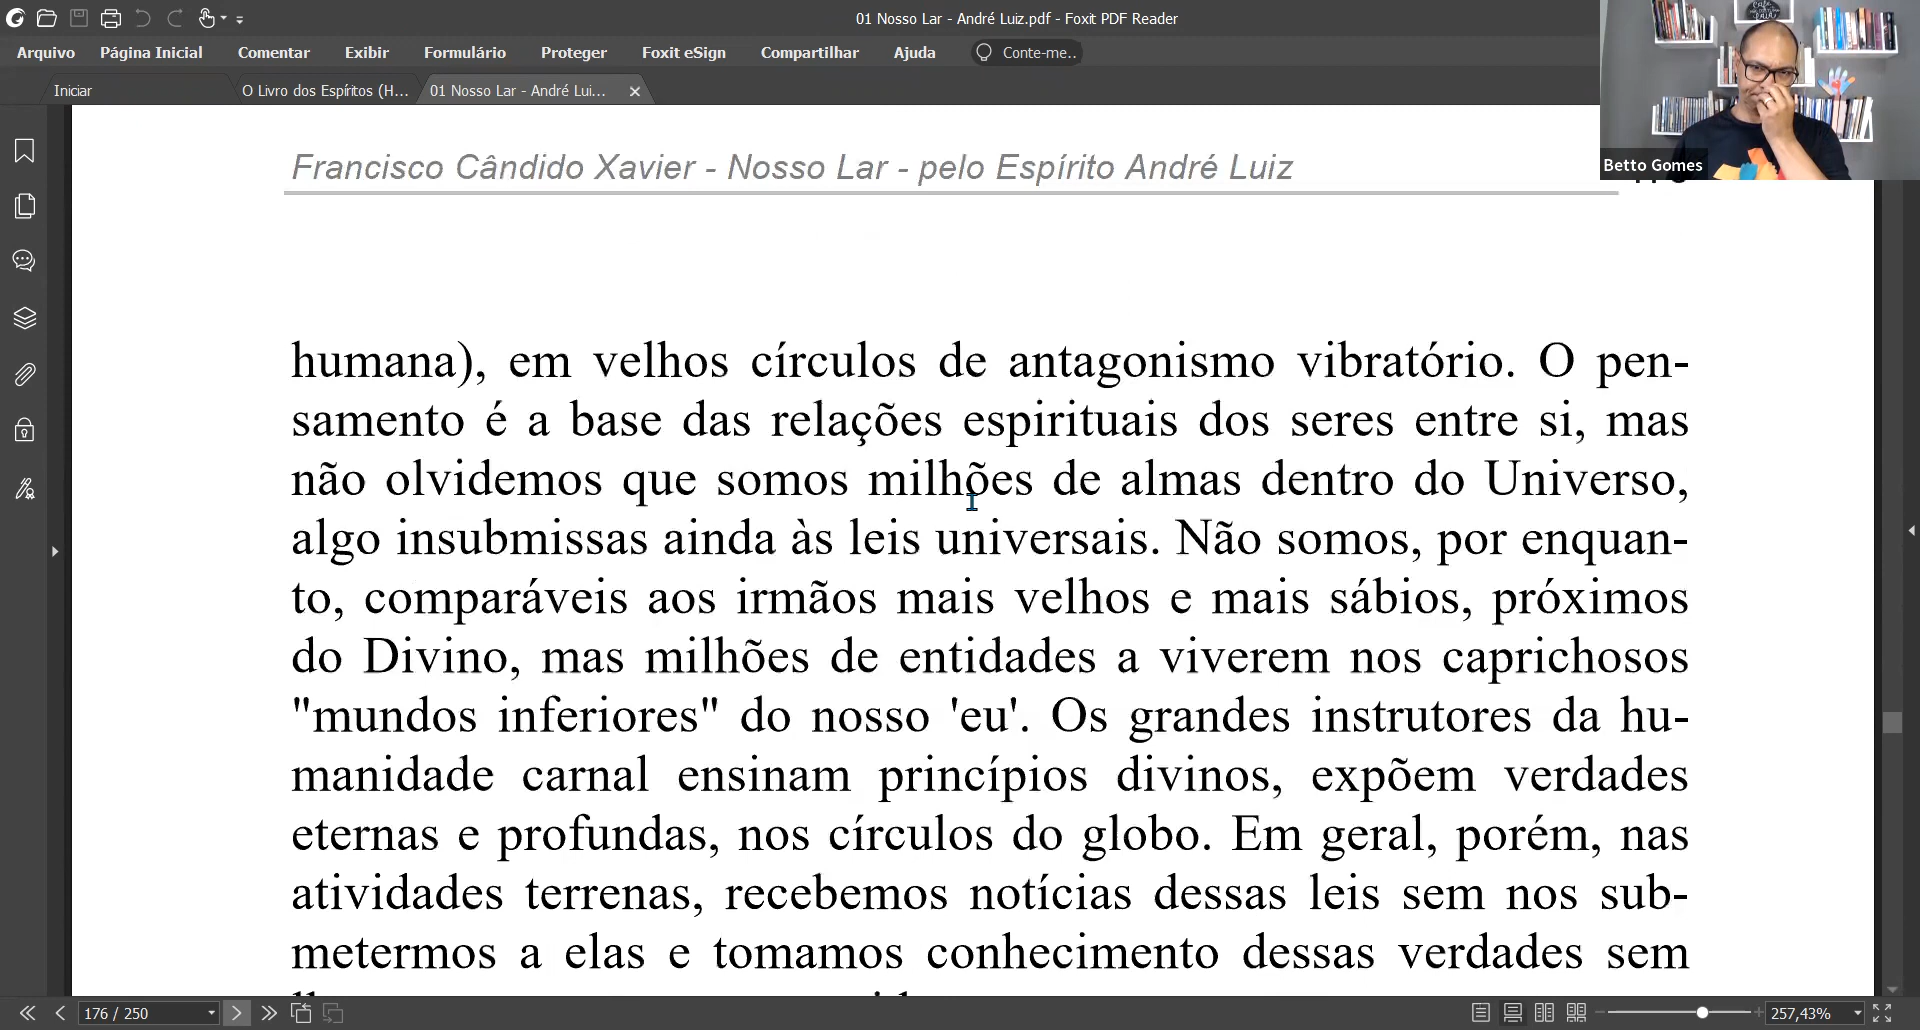 01 Nosso Lar - André Luiz.pdf - Foxit PDF Reader
Arquivo Página Inicial Comentar Exibir Formulário Proteger Foxit eSign Compartilhar Ajuda Conte-me..
Iniciar O Livro dos Espíritos (H... 01 Nosso Lar - André Lui...
Betto Gomes
Francisco Cândido Xavier - Nosso Lar - pelo Espírito André Luiz
humana), em velhos círculos de antagonismo vibratório. O pen-
samento é a base das relações espirituais dos seres entre si, mas
não olvidemos que somos milhões de almas dentro do Universo,
algo insubmissas ainda às leis universais. Não somos, por enquan-
to, comparáveis aos irmãos mais velhos e mais sábios, próximos
do Divino, mas milhões de entidades a viverem nos caprichosos
"mundos inferiores" do nosso 'eu'. Os grandes instrutores da hu-
manidade carnal ensinam princípios divinos, expõem verdades
eternas e profundas, nos círculos do globo. Em geral, porém, nas
atividades terrenas, recebemos notícias dessas leis sem nos sub-
metermos a elas e tomamos conhecimento dessas verdades sem
176 / 250 257,43%